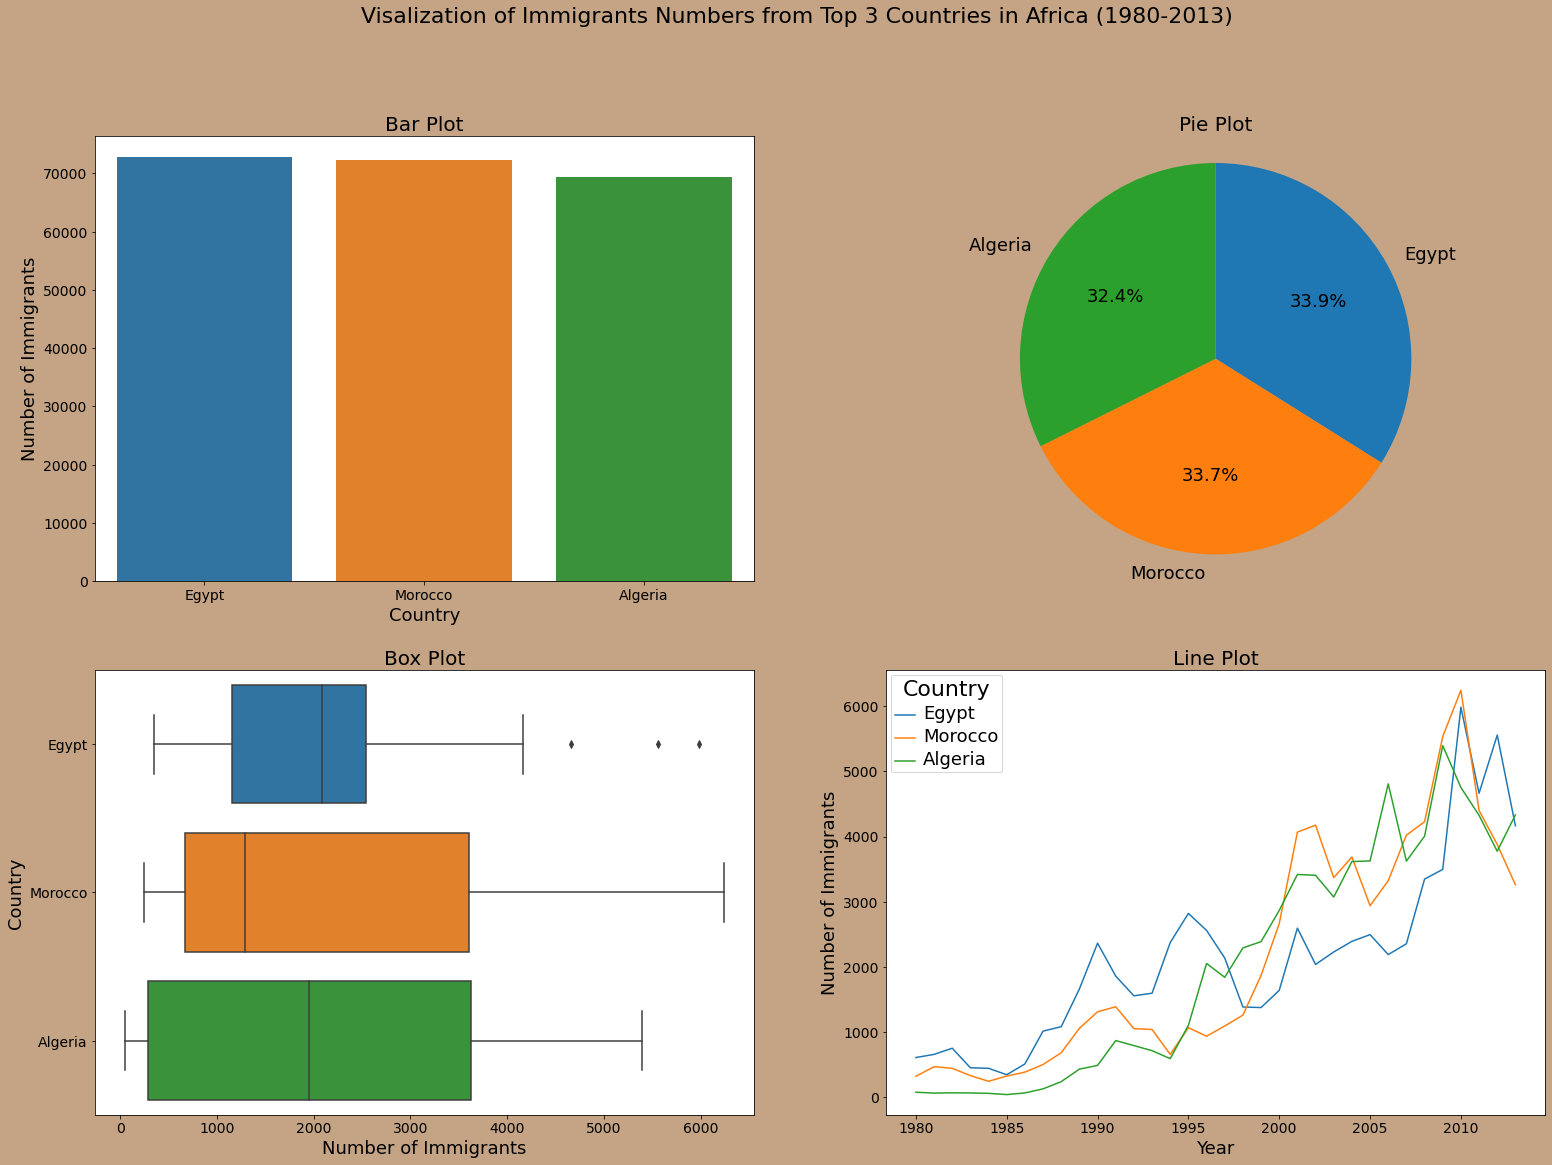 Visalization of Immigrants Numbers from Top 3 Countries in Africa (1980-2013)
Bar Plot
70000
60000
50000
40000
30000
20000
10000
0
Number of Immigrants
Egypt Morocco Algeria
Country
Pie Plot
Algeria
Egypt
32.4%
33.9%
33.7%
Morocco
Box Plot
Egypt
Morocco
Algeria
Country
0 1000 2000 3000 4000 5000 6000
Number of Immigrants
Line Plot
Country
Egypt
Morocco
Algeria
6000
5000
4000
3000
2000
1000
0
Number of Immigrants
1980 1985 1990 1995 2000 2005 2010
Year